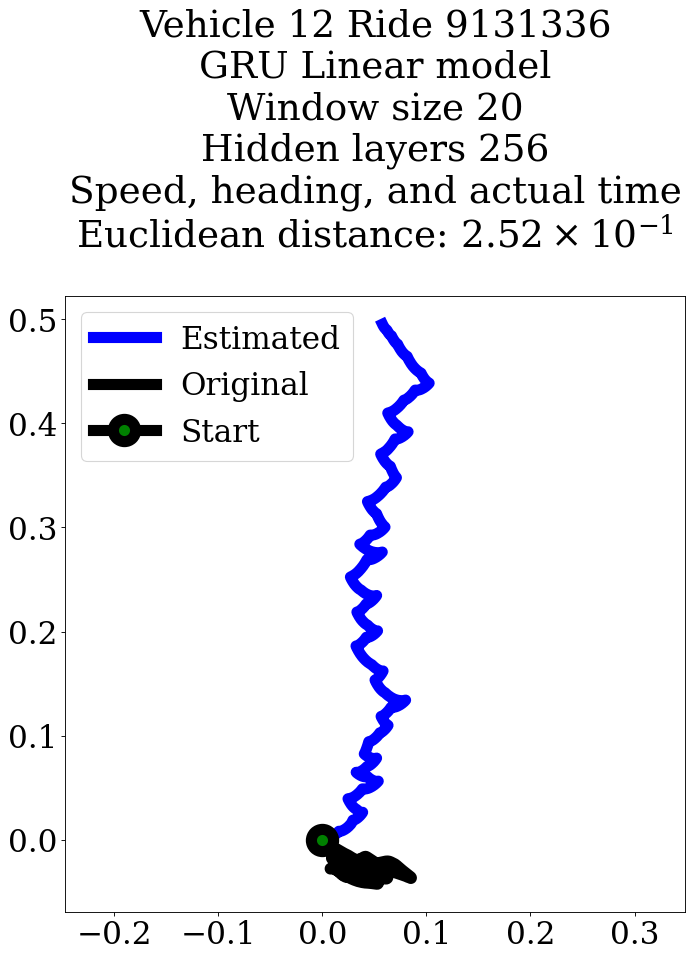 Vehicle 12 Ride 9131336
GRU Linear model
Window size 20
Hidden layers 256
Speed, heading, and actual time
Euclidean distance: 2.52 × 10⁻¹
Estimated
Original
Start
0.5
0.4
0.3
0.2
0.1
0.0
−0.2 −0.1 0.0 0.1 0.2 0.3